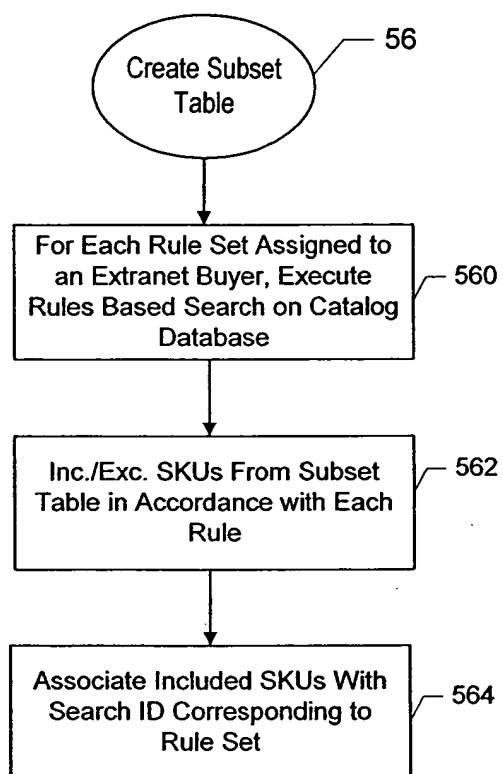 Create Subset
Table
56
For Each Rule Set Assigned to
an Extranet Buyer, Execute
Rules Based Search on Catalog
Database
560
Inc./Exc. SKUs From Subset
Table in Accordance with Each
Rule
562
Associate Included SKUs With
Search ID Corresponding to
Rule Set
564